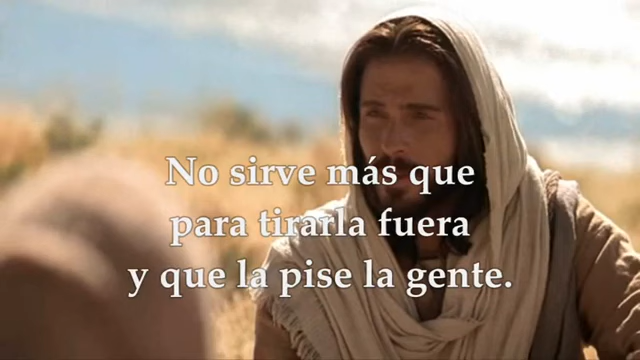 No sirve más que
para tirarla fuera
y que la pise la gente.